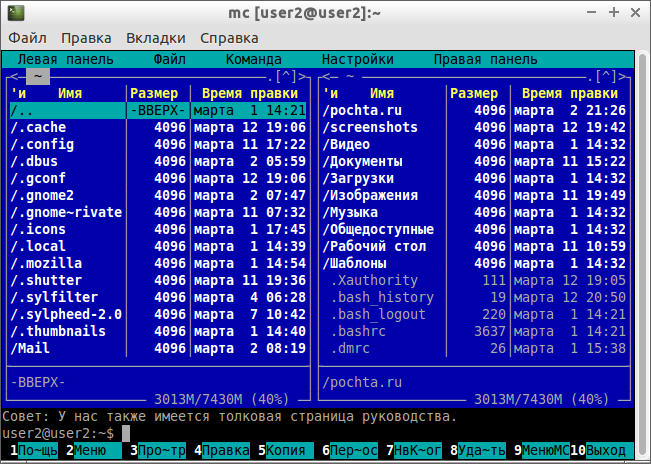 mc [user2@user2]:~
Файл Правка Вкладки Справка
Левая панель Файл Команда Настройки Правая панель
<— ~ ———.[^]> <— ~ ———.[^]>
'и Имя Размер Время правки 'и Имя Размер Время правки
/.. -ВВЕРХ- марта 1 14:21 /pochta.ru 4096 марта 2 21:26
/.cache 4096 марта 12 19:06 /screenshots 4096 марта 12 19:42
/.config 4096 марта 11 17:22 /Видео 4096 марта 1 14:32
/.dbus 4096 марта 2 05:59 /Документы 4096 марта 11 15:22
/.gconf 4096 марта 12 19:06 /Загрузки 4096 марта 1 14:32
/.gnome2 4096 марта 2 07:47 /Изображения 4096 марта 11 19:49
/.gnome~rivate 4096 марта 11 07:32 /Музыка 4096 марта 1 14:32
/.icons 4096 марта 1 17:45 /Общедоступные 4096 марта 1 14:32
/.local 4096 марта 1 14:39 /Рабочий стол 4096 марта 11 10:59
/.mozilla 4096 марта 1 14:54 /Шаблоны 4096 марта 1 14:32
/.shutter 4096 марта 11 19:36 .Xauthority 111 марта 12 19:05
/.sylfilter 4096 марта 4 06:28 .bash_history 19 марта 12 20:50
/.sylpheed-2.0 4096 марта 7 10:42 .bash_logout 220 марта 1 14:21
/.thumbnails 4096 марта 1 14:40 .bashrc 3637 марта 1 14:21
/Mail 4096 марта 2 08:19 .dmrc 26 марта 1 15:38
-ВВЕРХ- /pochta.ru
3013M/7430M (40%) 3013M/7430M (40%)
Совет: У нас также имеется толковая страница руководства.
user2@user2:~$
1По~щь 2Меню 3Про~тр 4Правка 5Копия 6Пер~ос 7НвК~ог 8Уда~ть 9МенюMC 10Выход